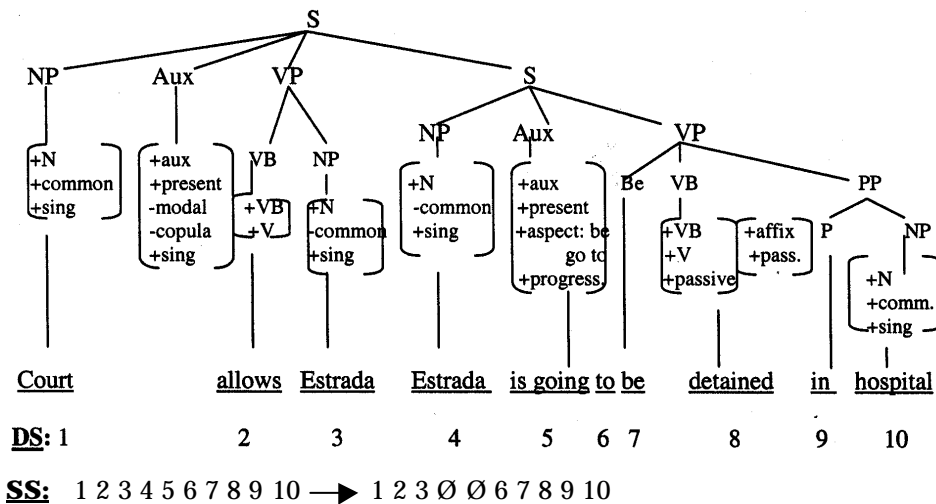 S
NP Aux VP S
NP Aux VP
+N +aux VB NP +N +aux Be VB PP
+common +present -common +present
+sing -modal +VB +N +sing +aspect: be +VB +affix P NP
-copula +V -common go to +V +pass.
+sing +sing +progress. +passive +N
+comm.
+sing
Court allows Estrada Estrada is going to be detained in hospital
DS: 1 2 3 4 5 6 7 8 9 10
SS: 1 2 3 4 5 6 7 8 9 10 → 1 2 3 Ø Ø 6 7 8 9 10